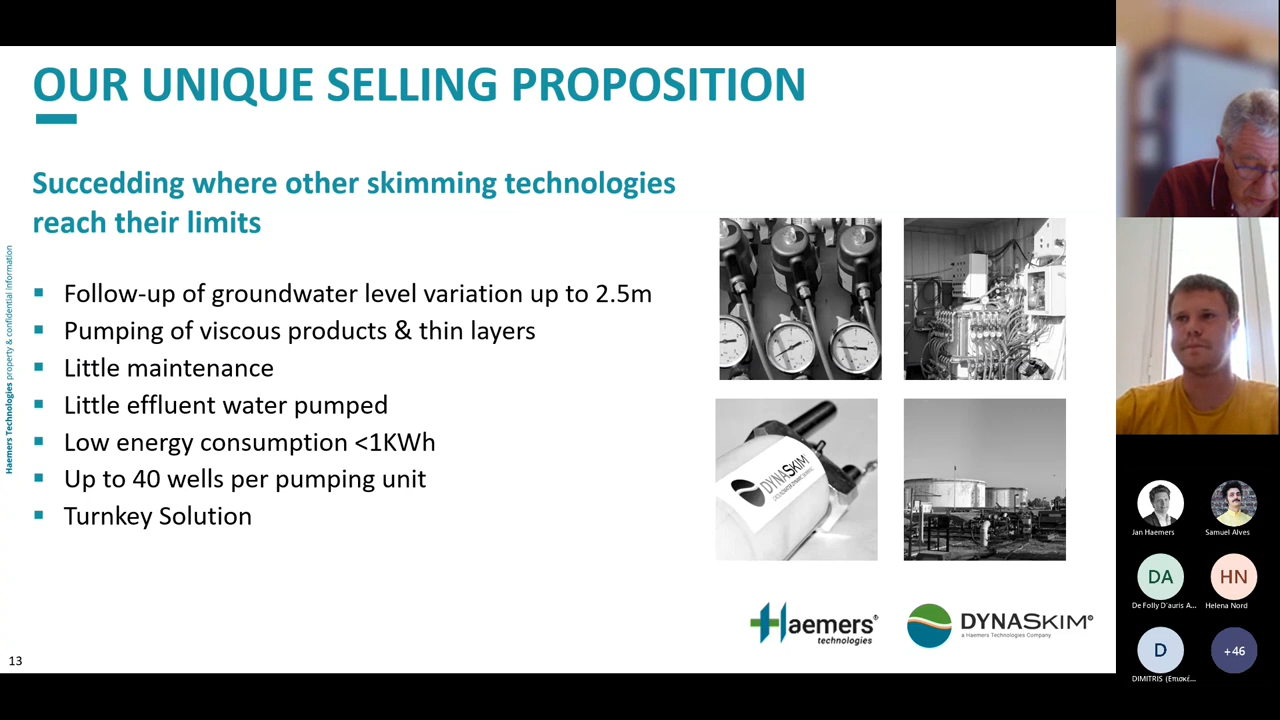 OUR UNIQUE SELLING PROPOSITION
Succedding where other skimming technologies
reach their limits
Follow-up of groundwater level variation up to 2.5m
Pumping of viscous products & thin layers
Little maintenance
Little effluent water pumped
Low energy consumption <1KWh
Up to 40 wells per pumping unit
Turnkey Solution
Haemers Technologies property & confidential information
DYNASKIM
Haemers®
technologies
DYNASKIM®
a Haemers Technologies Company
13
Jan Haemers
Samuel Alves
DA
HN
De Folly D'auris A...
Helena Nord
D
+46
DIMITRIS (Επισκέ...